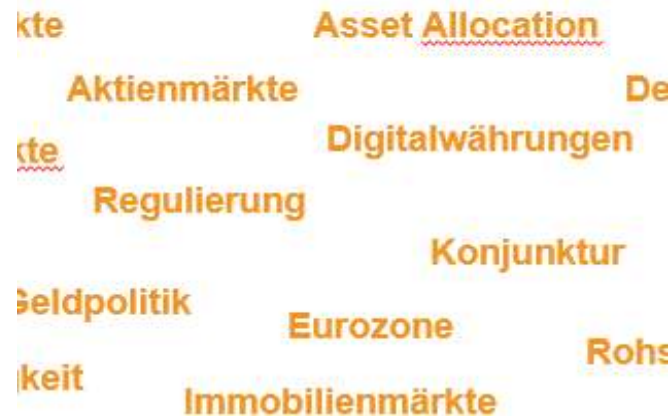 kte Asset Allocation
Aktienmärkte De
kte Digitalwährungen
Regulierung
Konjunktur
Geldpolitik
Eurozone
Rohs
keit Immobilienmärkte